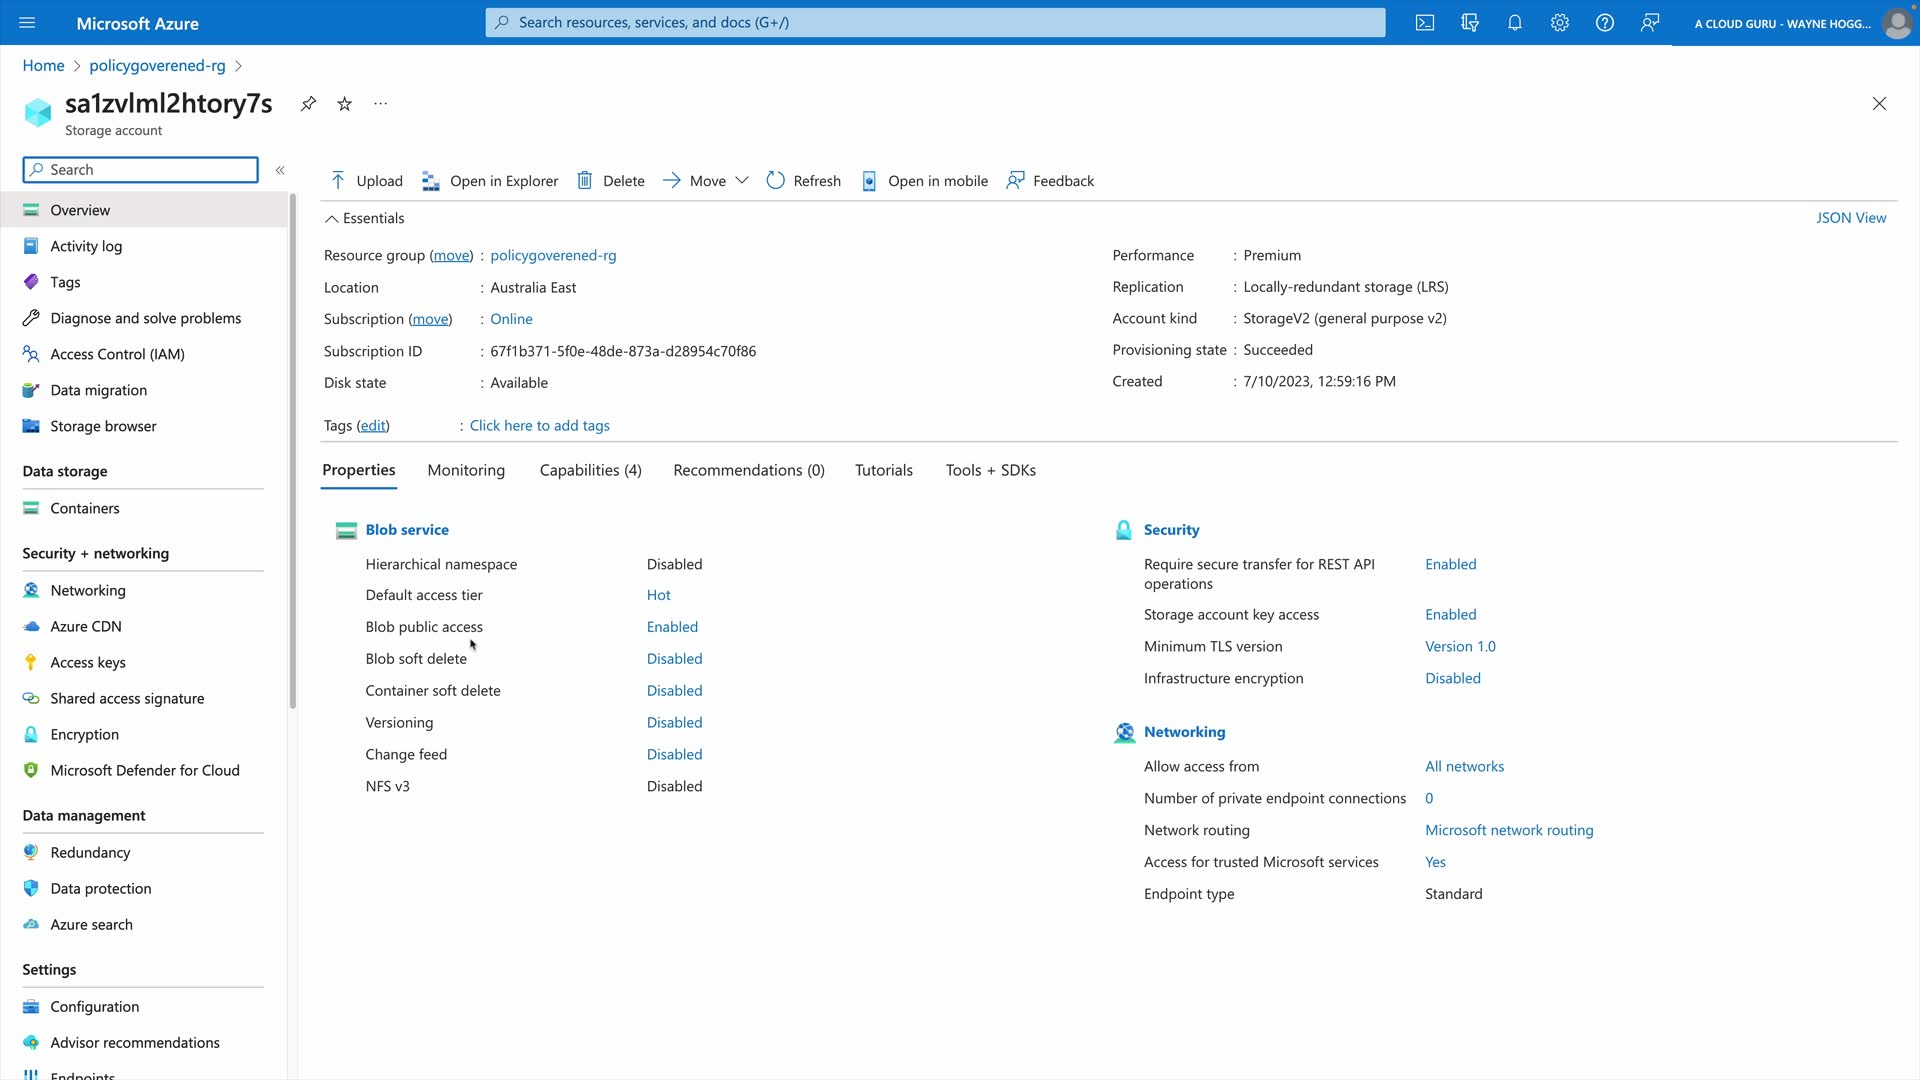 Microsoft Azure
Search resources, services, and docs (G+/)
A CLOUD GURU - WAYNE HOGG...
Home > policygoverened-rg >
sa1zvlml2htory7s
Storage account
Search
Overview
Activity log
Tags
Diagnose and solve problems
Access Control (IAM)
Data migration
Storage browser
Data storage
Containers
Security + networking
Networking
Azure CDN
Access keys
Shared access signature
Encryption
Microsoft Defender for Cloud
Data management
Redundancy
Data protection
Azure search
Settings
Configuration
Advisor recommendations
Endpoints
Upload Open in Explorer Delete Move Refresh Open in mobile Feedback
Essentials
JSON View
Resource group (move) : policygoverened-rg
Location : Australia East
Subscription (move) : Online
Subscription ID : 67f1b371-5f0e-48de-873a-d28954c70f86
Disk state : Available
Performance : Premium
Replication : Locally-redundant storage (LRS)
Account kind : StorageV2 (general purpose v2)
Provisioning state : Succeeded
Created : 7/10/2023, 12:59:16 PM
Tags (edit) : Click here to add tags
Properties Monitoring Capabilities (4) Recommendations (0) Tutorials Tools + SDKs
Blob service
Hierarchical namespace Disabled
Default access tier Hot
Blob public access Enabled
Blob soft delete Disabled
Container soft delete Disabled
Versioning Disabled
Change feed Disabled
NFS v3 Disabled
Security
Require secure transfer for REST API Enabled
operations
Storage account key access Enabled
Minimum TLS version Version 1.0
Infrastructure encryption Disabled
Networking
Allow access from All networks
Number of private endpoint connections 0
Network routing Microsoft network routing
Access for trusted Microsoft services Yes
Endpoint type Standard